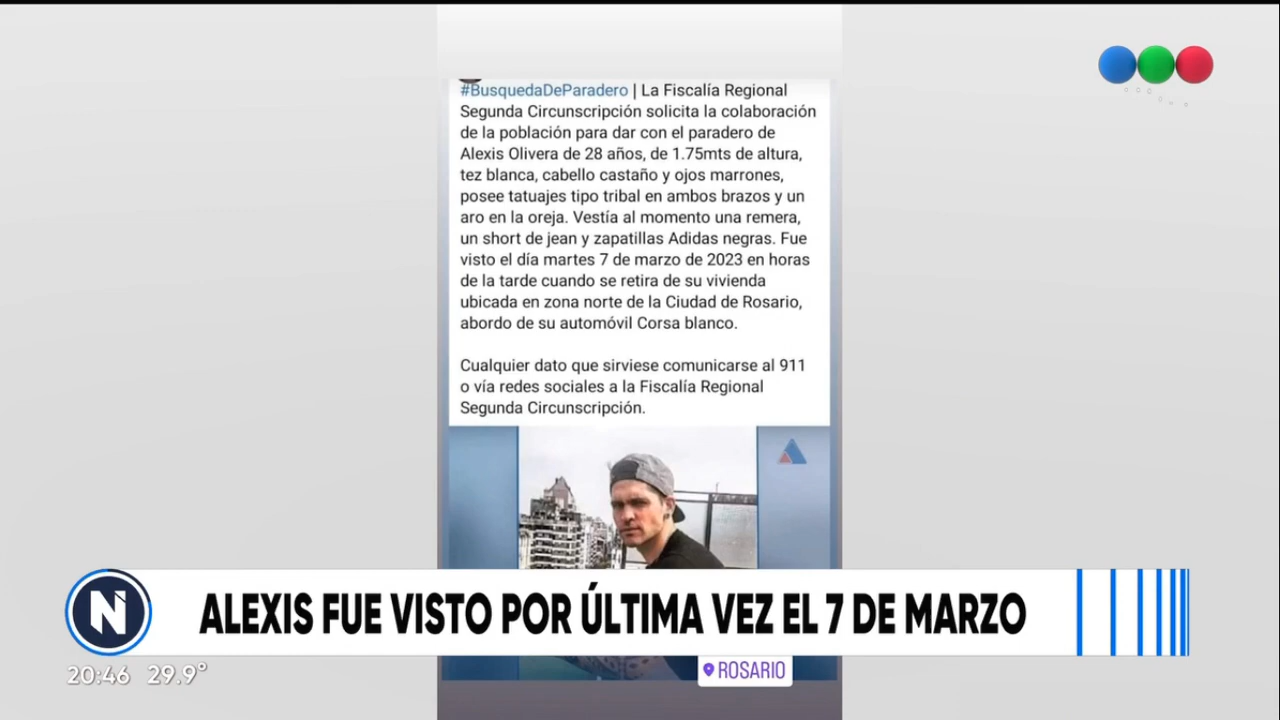 #BusquedaDeParadero | La Fiscalía Regional
Segunda Circunscripción solicita la colaboración
de la población para dar con el paradero de
Alexis Olivera de 28 años, de 1.75mts de altura,
tez blanca, cabello castaño y ojos marrones,
posee tatuajes tipo tribal en ambos brazos y un
aro en la oreja. Vestía al momento una remera,
un short de jean y zapatillas Adidas negras. Fue
visto el día martes 7 de marzo de 2023 en horas
de la tarde cuando se retira de su vivienda
ubicada en zona norte de la Ciudad de Rosario,
abordo de su automóvil Corsa blanco.
Cualquier dato que sirviese comunicarse al 911
o vía redes sociales a la Fiscalía Regional
Segunda Circunscripción.
N
ALEXIS FUE VISTO POR ÚLTIMA VEZ EL 7 DE MARZO
20:46 29.9°
ROSARIO